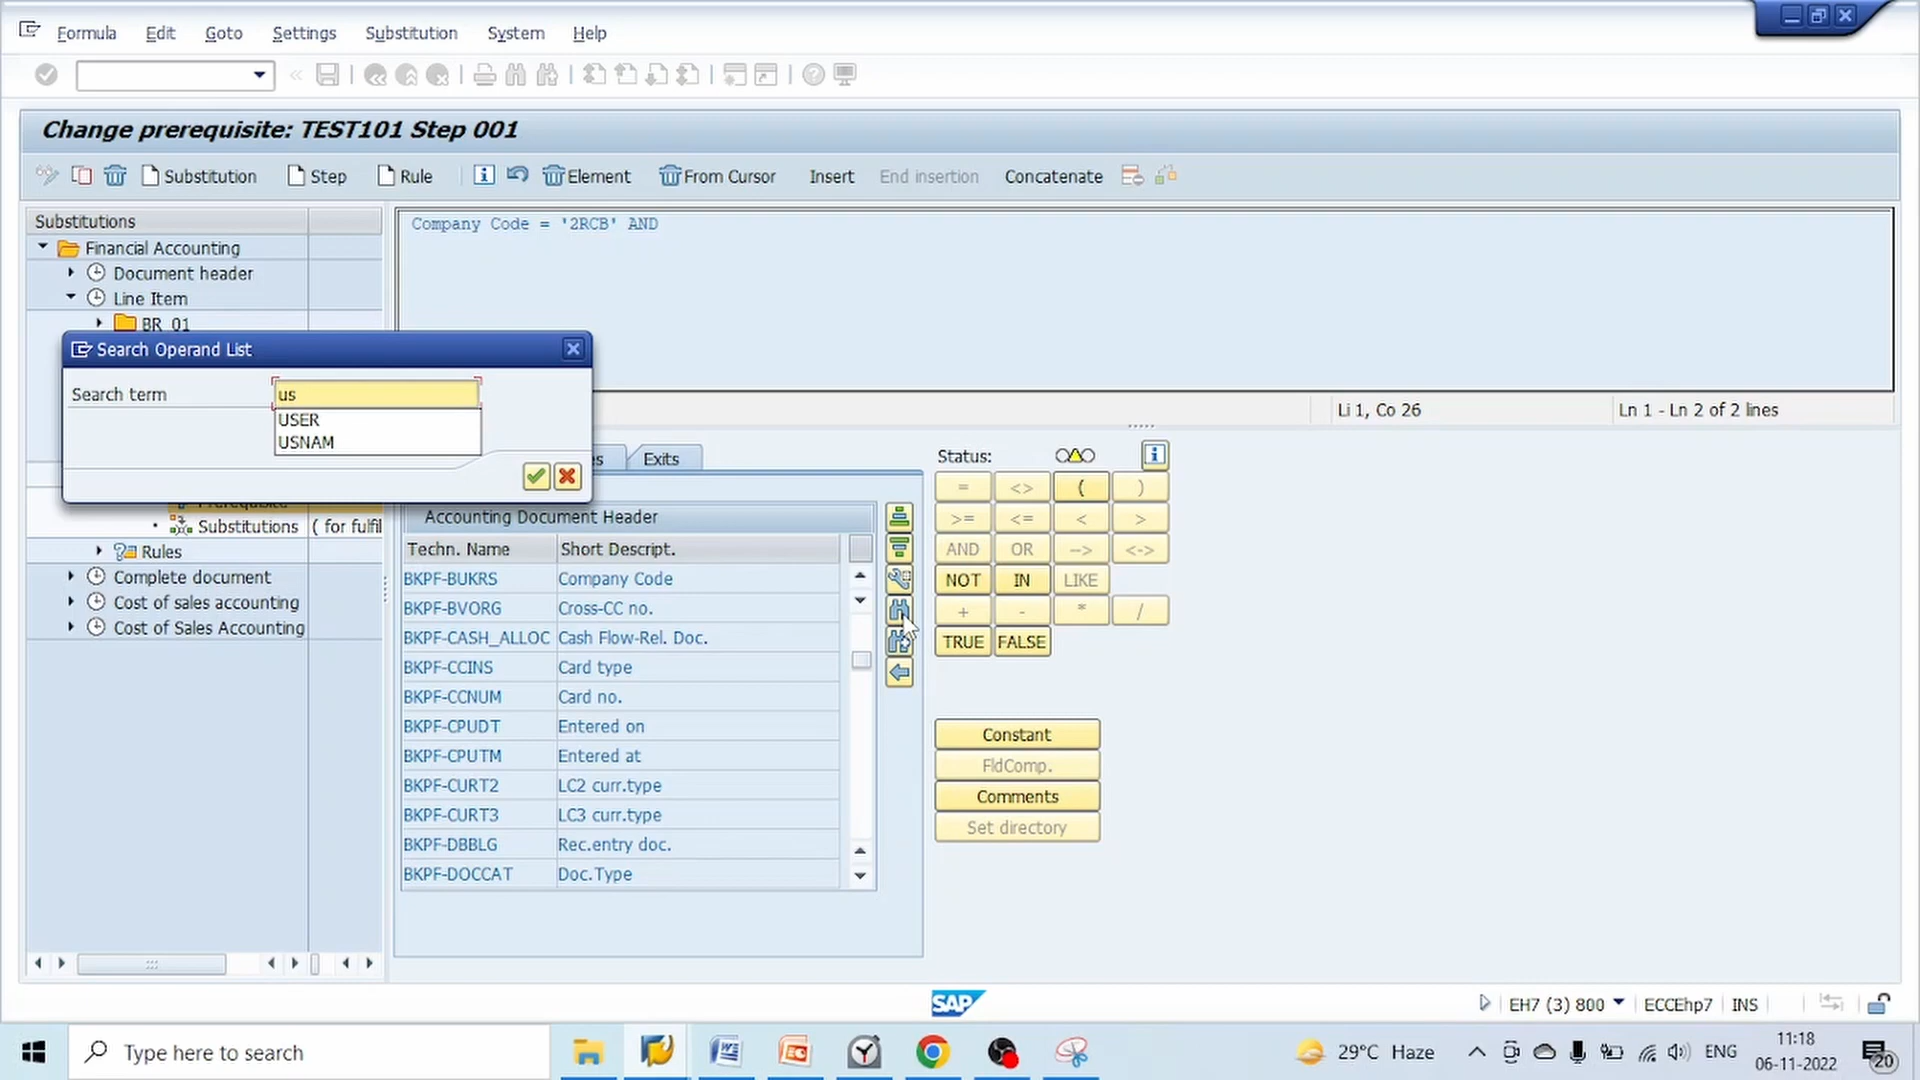 Formula Edit Goto Settings Substitution System Help
Change prerequisite: TEST101 Step 001
Substitution Step Rule Element From Cursor Insert End insertion Concatenate
Substitutions
Financial Accounting
Document header
Line Item
BR_01
Company Code = '2RCB' AND
Search Operand List
Search term us
USER
USNAM
Li 1, Co 26 Ln 1 - Ln 2 of 2 lines
Exits
Substitutions ( for fulfil
Rules
Complete document
Cost of sales accounting
Cost of Sales Accounting
Accounting Document Header
Techn. Name Short Descript.
BKPF-BUKRS Company Code
BKPF-BVORG Cross-CC no.
BKPF-CASH_ALLOC Cash Flow-Rel. Doc.
BKPF-CCINS Card type
BKPF-CCNUM Card no.
BKPF-CPUDT Entered on
BKPF-CPUTM Entered at
BKPF-CURT2 LC2 curr.type
BKPF-CURT3 LC3 curr.type
BKPF-DBBLG Rec.entry doc.
BKPF-DOCCAT Doc.Type
Status:
= <> ( )
>= <= < >
AND OR --> <->
NOT IN LIKE
+ - * /
TRUE FALSE
Constant
FldComp.
Comments
Set directory
SAP
EH7 (3) 800 ECCEhp7 INS
Type here to search
29°C Haze ENG
11:18
06-11-2022
20